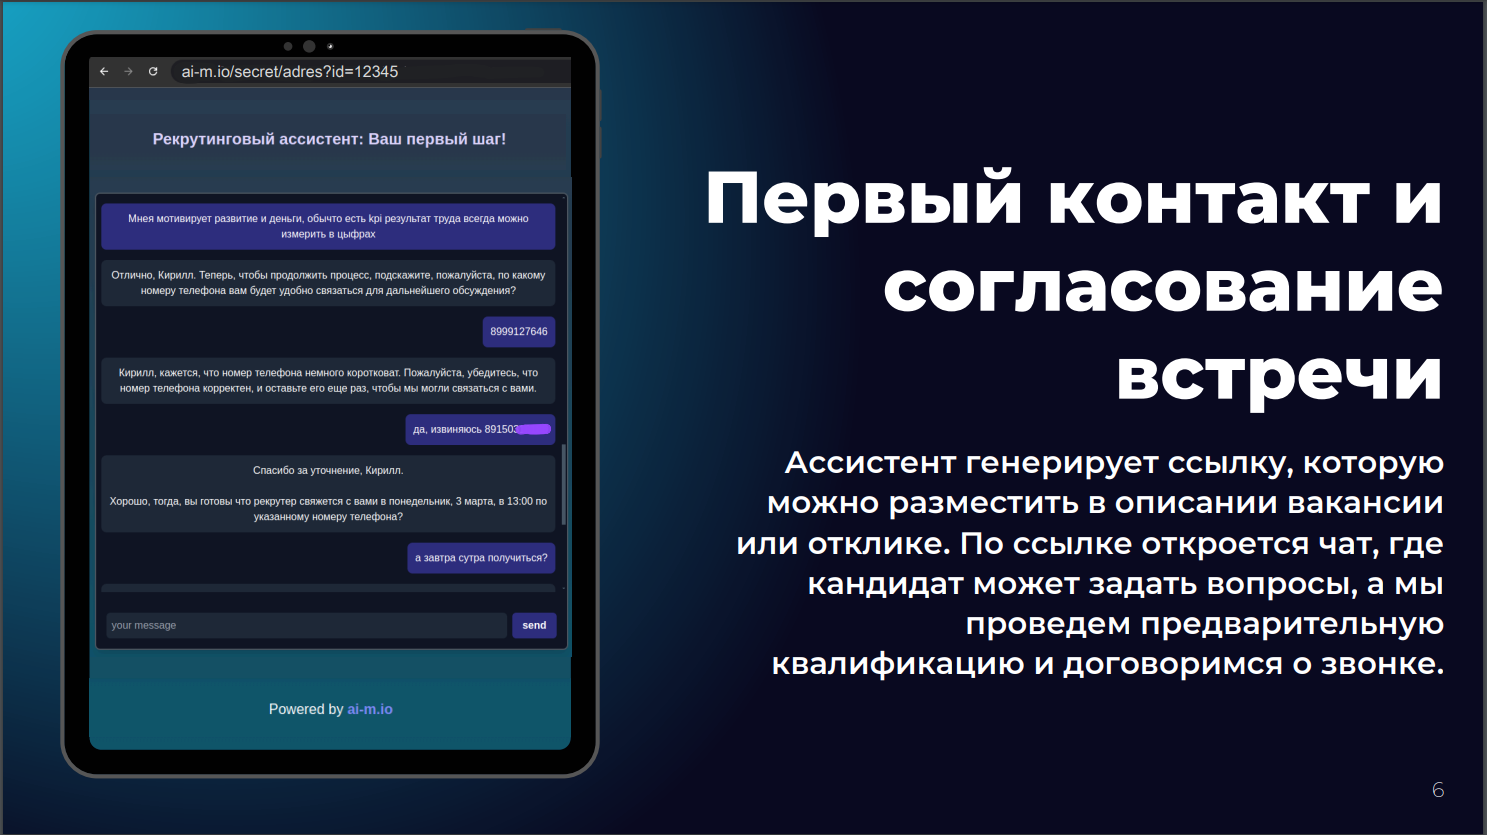 ai-m.io/secret/adres?id=12345
Рекрутинговый ассистент: Ваш первый шаг!
Мнея мотивирует развитие и деньги, обычто есть kpi результат труда всегда можно
измерить в цыфрах
Отлично, Кирилл. Теперь, чтобы продолжить процесс, подскажите, пожалуйста, по какому
номеру телефона вам будет удобно связаться для дальнейшего обсуждения?
8999127646
Кирилл, кажется, что номер телефона немного коротковат. Пожалуйста, убедитесь, что
номер телефона корректен, и оставьте его еще раз, чтобы мы могли связаться с вами.
да, извиняюсь 891503
Спасибо за уточнение, Кирилл.
Хорошо, тогда, вы готовы что рекрутер свяжется с вами в понедельник, 3 марта, в 13:00 по
указанному номеру телефона?
а завтра сутра получиться?
your message
send
Powered by ai-m.io
Первый контакт и
согласование
встречи
Ассистент генерирует ссылку, которую
можно разместить в описании вакансии
или отклике. По ссылке откроется чат, где
кандидат может задать вопросы, а мы
проведем предварительную
квалификацию и договоримся о звонке.
6